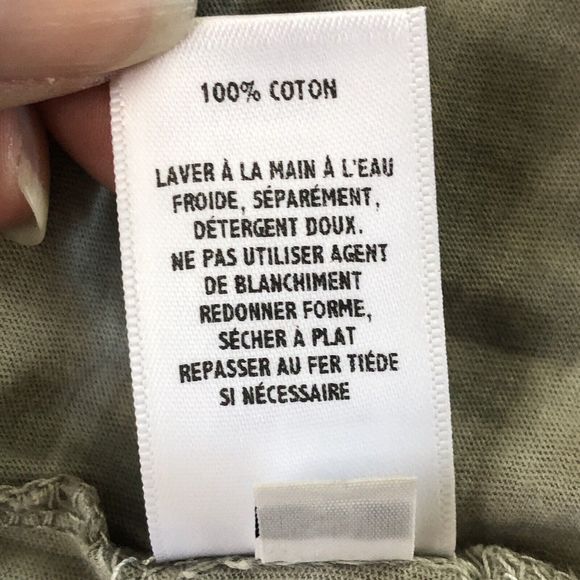 100% COTON
LAVER À LA MAIN À L'EAU
FROIDE, SÉPARÉMENT,
DÉTERGENT DOUX.
NE PAS UTILISER AGENT
DE BLANCHIMENT
REDONNER FORME,
SÉCHER À PLAT
REPASSER AU FER TIÉDE
SI NÉCESSAIRE